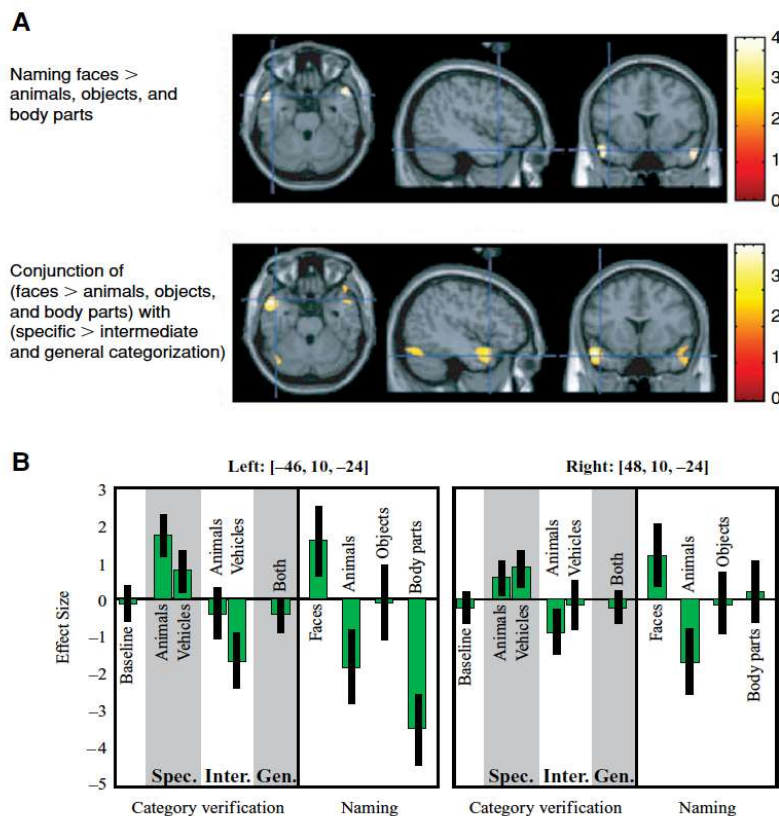 A
Naming faces >
animals, objects, and
body parts
4
3
2
1
0
Conjunction of
(faces > animals, objects,
and body parts) with
(specific > intermediate
and general categorization)
3
2
1
0
B
Left: [–46, 10, –24]
Right: [48, 10, –24]
Effect Size
3
2
1
0
–1
–2
–3
–4
–5
Baseline
Animals
Vehicles
Animals
Vehicles
Both
Faces
Animals
Objects
Body parts
Spec. Inter. Gen.
Category verification
Naming
Baseline
Animals
Vehicles
Animals
Vehicles
Both
Faces
Animals
Objects
Body parts
Spec. Inter. Gen.
Category verification
Naming